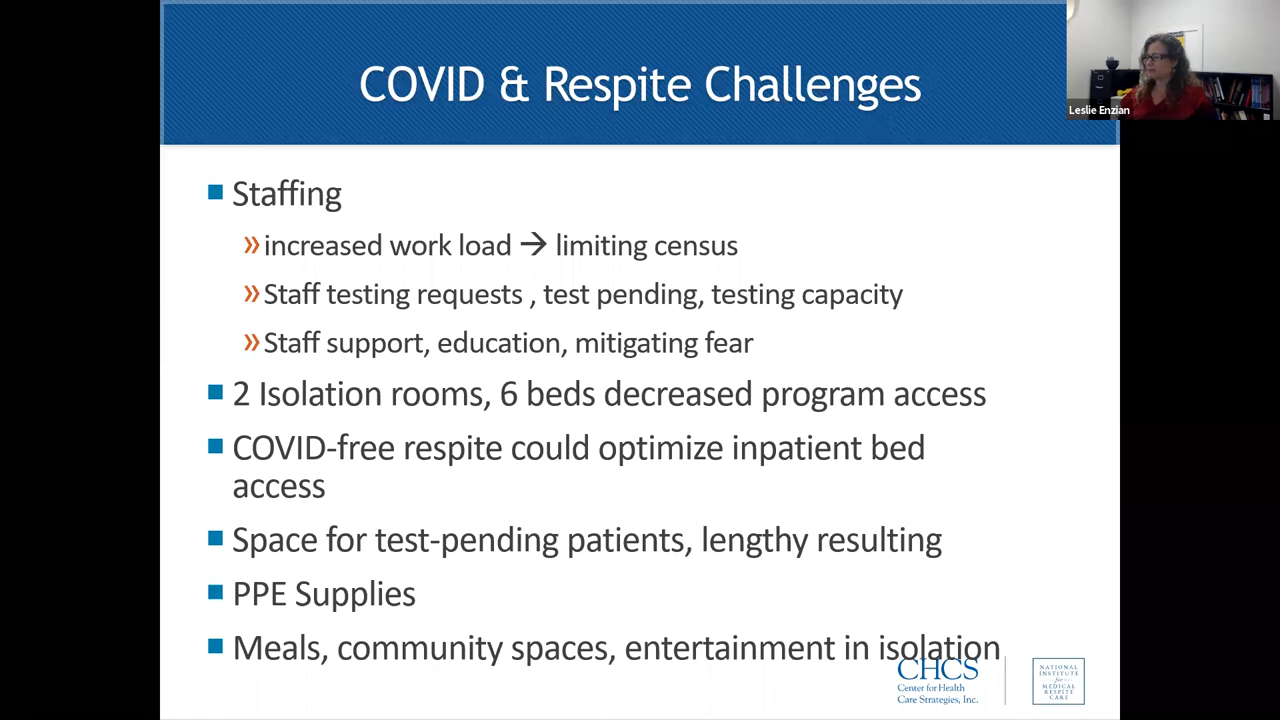 COVID & Respite Challenges
Leslie Enzian
Staffing
increased work load → limiting census
Staff testing requests , test pending, testing capacity
Staff support, education, mitigating fear
2 Isolation rooms, 6 beds decreased program access
COVID-free respite could optimize inpatient bed
access
Space for test-pending patients, lengthy resulting
PPE Supplies
Meals, community spaces, entertainment in isolation
CHCS
Center for Health
Care Strategies, Inc.
NATIONAL
INSTITUTE
for
MEDICAL
RESPITE
CARE